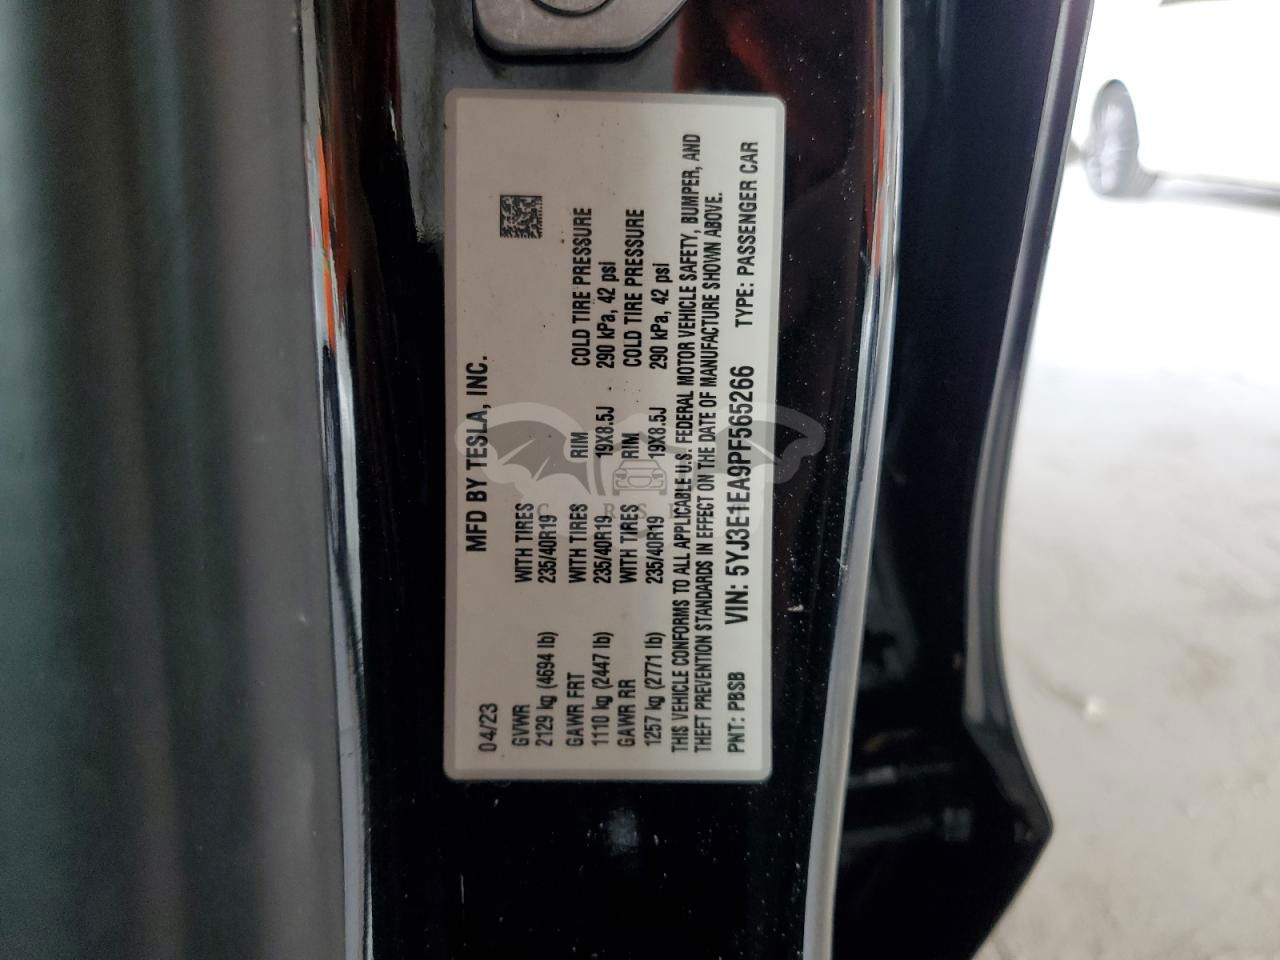 04/23 MFD BY TESLA, INC.
GVWR WITH TIRES
2129 kg (4694 lb) 235/40R19
GAWR FRT WITH TIRES RIM COLD TIRE PRESSURE
1110 kg (2447 lb) 235/40R19 19X8.5J 290 kPa, 42 psi
GAWR RR WITH TIRES RIM COLD TIRE PRESSURE
1257 kg (2771 lb) 235/40R19 19X8.5J 290 kPa, 42 psi
THIS VEHICLE CONFORMS TO ALL APPLICABLE U.S. FEDERAL MOTOR VEHICLE SAFETY, BUMPER, AND
THEFT PREVENTION STANDARDS IN EFFECT ON THE DATE OF MANUFACTURE SHOWN ABOVE.
PNT: PBSB VIN: 5YJ3E1EA9PF565266 TYPE: PASSENGER CAR